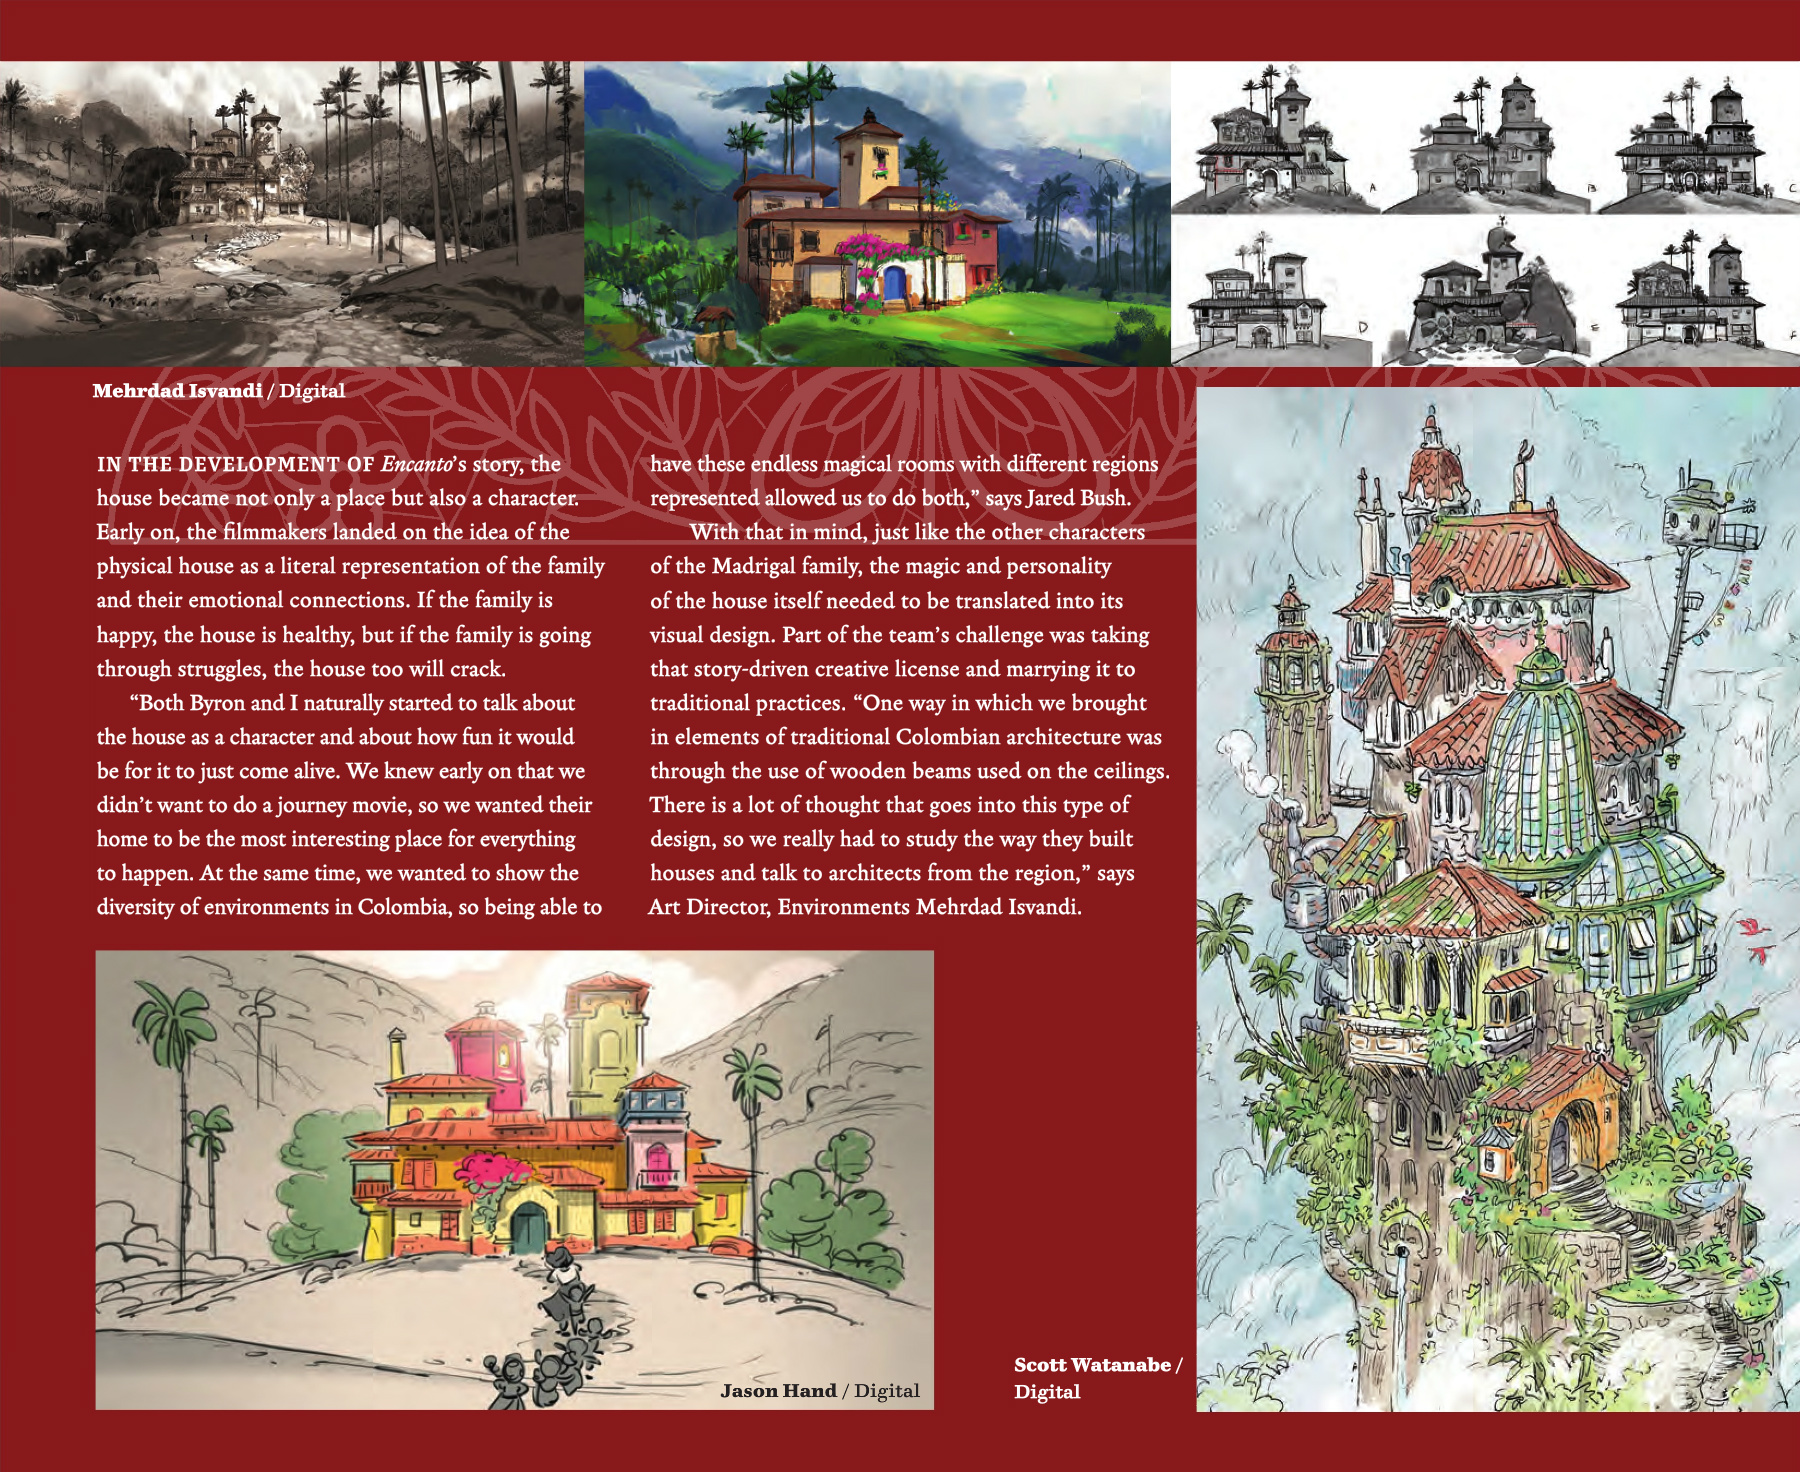 A
B
C
D
E
F
Mehrdad Isvandi / Digital
IN THE DEVELOPMENT OF Encanto’s story, the
house became not only a place but also a character.
Early on, the filmmakers landed on the idea of the
physical house as a literal representation of the family
and their emotional connections. If the family is
happy, the house is healthy, but if the family is going
through struggles, the house too will crack.
“Both Byron and I naturally started to talk about
the house as a character and about how fun it would
be for it to just come alive. We knew early on that we
didn’t want to do a journey movie, so we wanted their
home to be the most interesting place for everything
to happen. At the same time, we wanted to show the
diversity of environments in Colombia, so being able to
have these endless magical rooms with different regions
represented allowed us to do both,” says Jared Bush.
With that in mind, just like the other characters
of the Madrigal family, the magic and personality
of the house itself needed to be translated into its
visual design. Part of the team’s challenge was taking
that story-driven creative license and marrying it to
traditional practices. “One way in which we brought
in elements of traditional Colombian architecture was
through the use of wooden beams used on the ceilings.
There is a lot of thought that goes into this type of
design, so we really had to study the way they built
houses and talk to architects from the region,” says
Art Director, Environments Mehrdad Isvandi.
Jason Hand / Digital
Scott Watanabe /
Digital